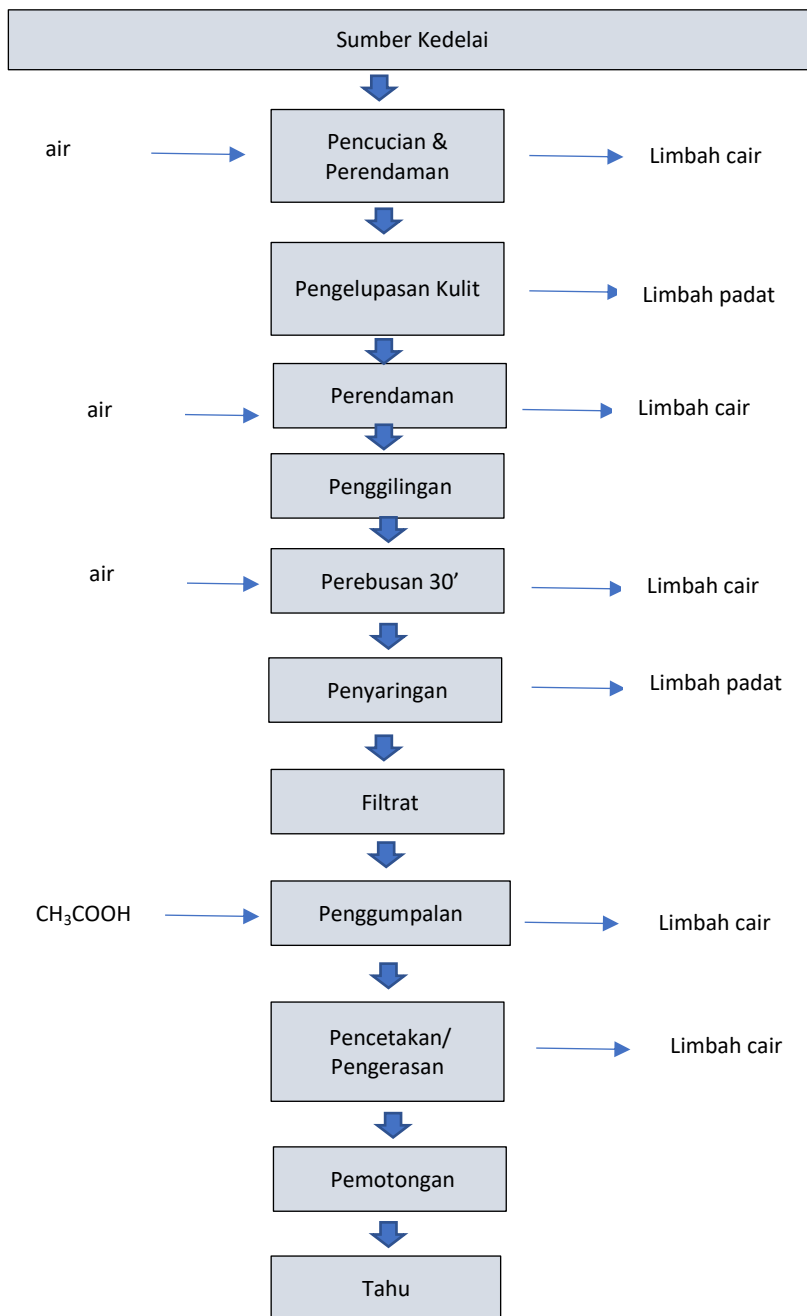 Sumber Kedelai
air
Pencucian &
Perendaman
Limbah cair
Pengelupasan Kulit
Limbah padat
air
Perendaman
Limbah cair
Penggilingan
air
Perebusan 30’
Limbah cair
Penyaringan
Limbah padat
Filtrat
CH₃COOH
Penggumpalan
Limbah cair
Pencetakan/
Pengerasan
Limbah cair
Pemotongan
Tahu